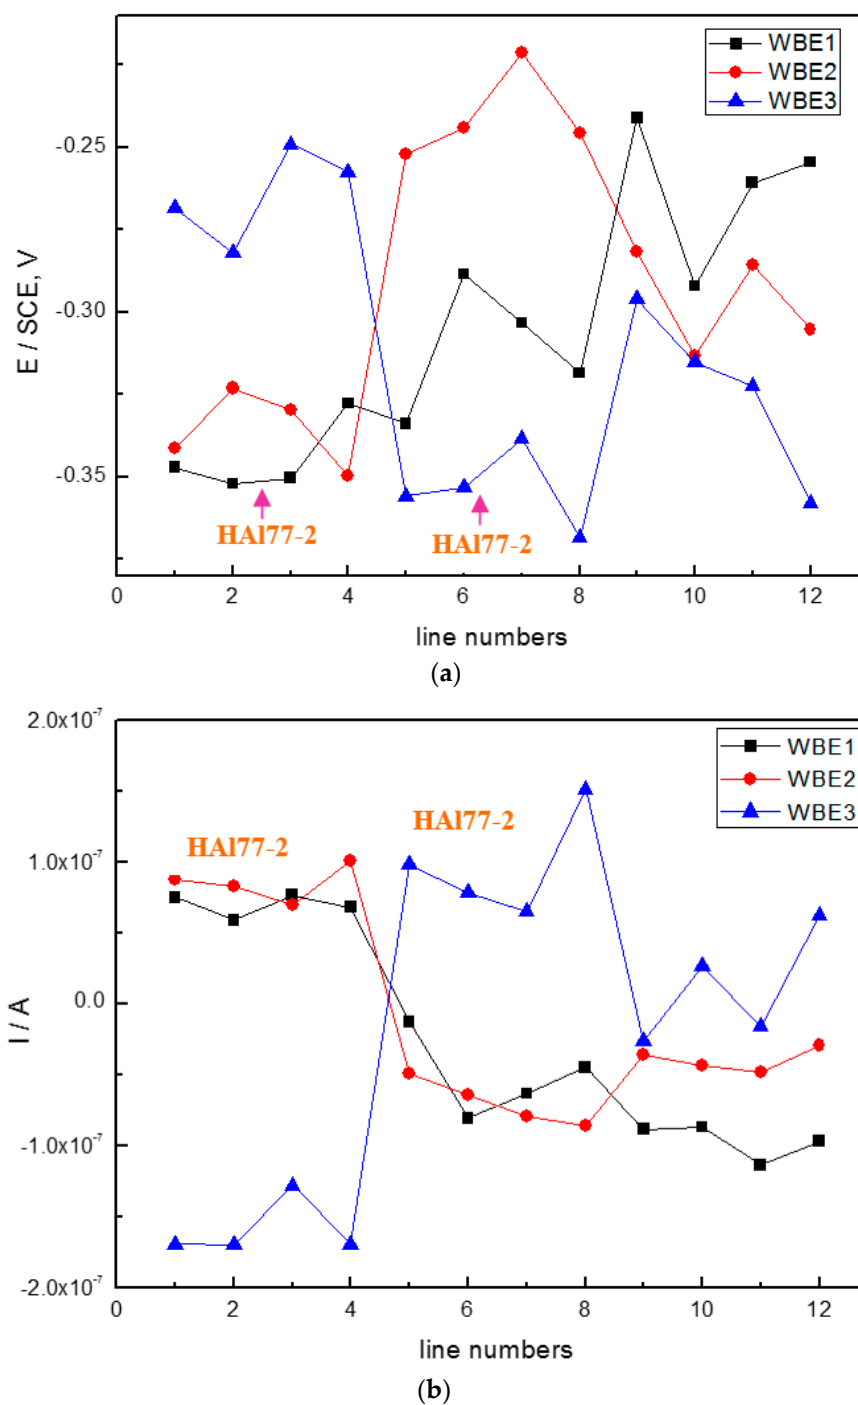 WBE1
WBE2
WBE3
-0.25
-0.30
-0.35
E / SCE, V
HAl77-2
HAl77-2
0 2 4 6 8 10 12
line numbers
(a)
2.0x10⁻⁷
1.0x10⁻⁷
0.0
-1.0x10⁻⁷
-2.0x10⁻⁷
I / A
WBE1
WBE2
WBE3
HAl77-2
HAl77-2
0 2 4 6 8 10 12
line numbers
(b)